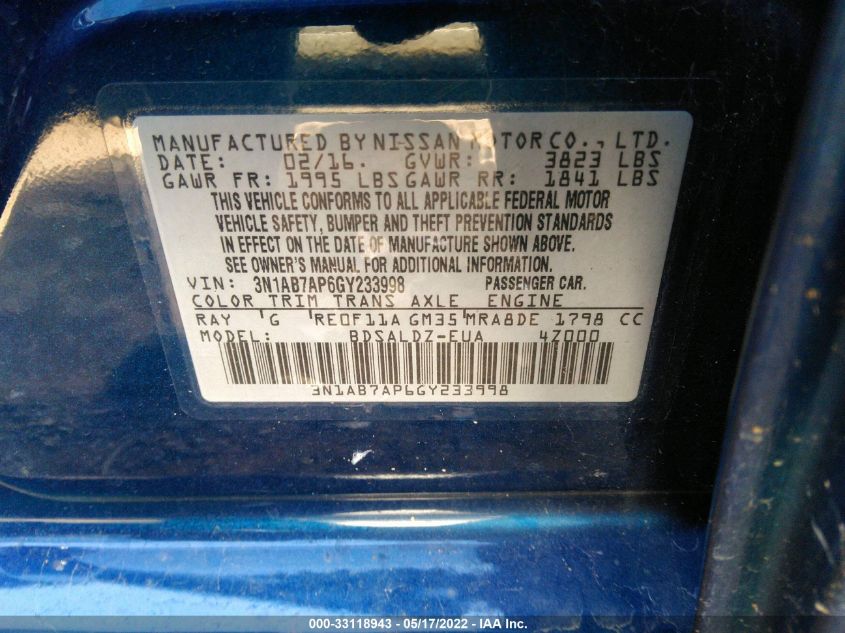 MANUFACTURED BY NISSAN MOTOR CO., LTD.
DATE: 02/16. GVWR: 3823 LBS
GAWR FR: 1995 LBS GAWR RR: 1841 LBS
THIS VEHICLE CONFORMS TO ALL APPLICABLE FEDERAL MOTOR
VEHICLE SAFETY, BUMPER AND THEFT PREVENTION STANDARDS
IN EFFECT ON THE DATE OF MANUFACTURE SHOWN ABOVE.
SEE OWNER'S MANUAL FOR ADDITIONAL INFORMATION.
VIN: 3N1AB7AP6GY233998 PASSENGER CAR.
COLOR TRIM TRANS AXLE ENGINE
RAY G RE0F11A GM35 MRA8DE 1798 CC
MODEL: BDSALDZ-EUA 4Z000
3N1AB7AP6GY233998
000-33118943 - 05/17/2022 - IAA Inc.